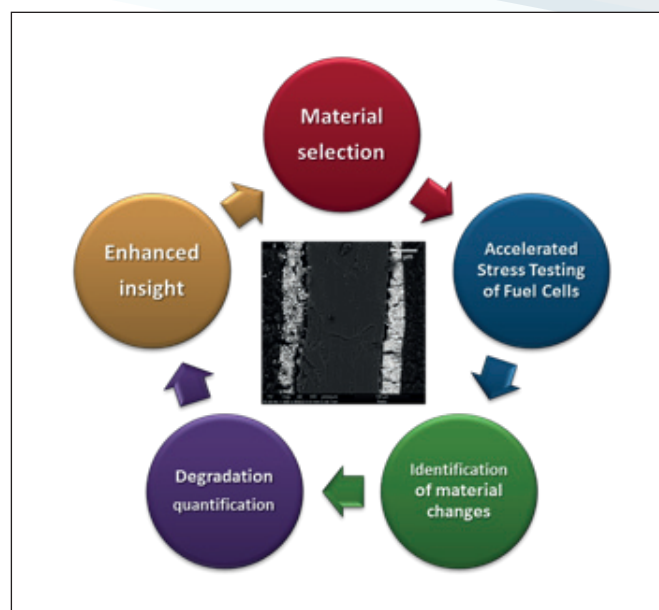 Material
selection
Accelerated
Stress Testing
of Fuel Cells
Identification
of material
changes
Degradation
quantification
Enhanced
insight